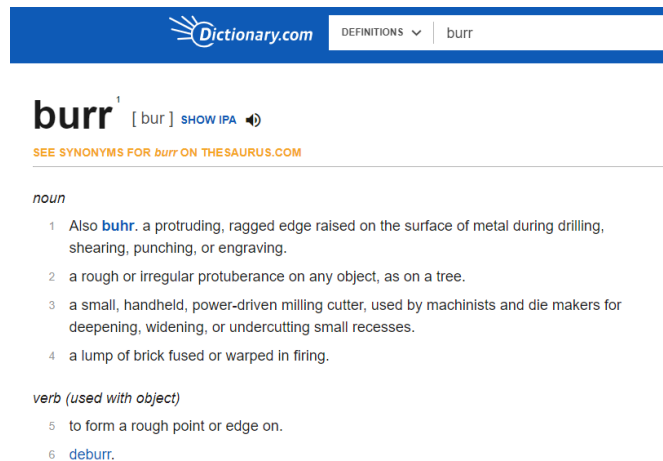 Dictionary.com DEFINITIONS burr
burr1 [ bur ] SHOW IPA
SEE SYNONYMS FOR burr ON THESAURUS.COM
noun
1 Also buhr. a protruding, ragged edge raised on the surface of metal during drilling,
shearing, punching, or engraving.
2 a rough or irregular protuberance on any object, as on a tree.
3 a small, handheld, power-driven milling cutter, used by machinists and die makers for
deepening, widening, or undercutting small recesses.
4 a lump of brick fused or warped in firing.
verb (used with object)
5 to form a rough point or edge on.
6 deburr.